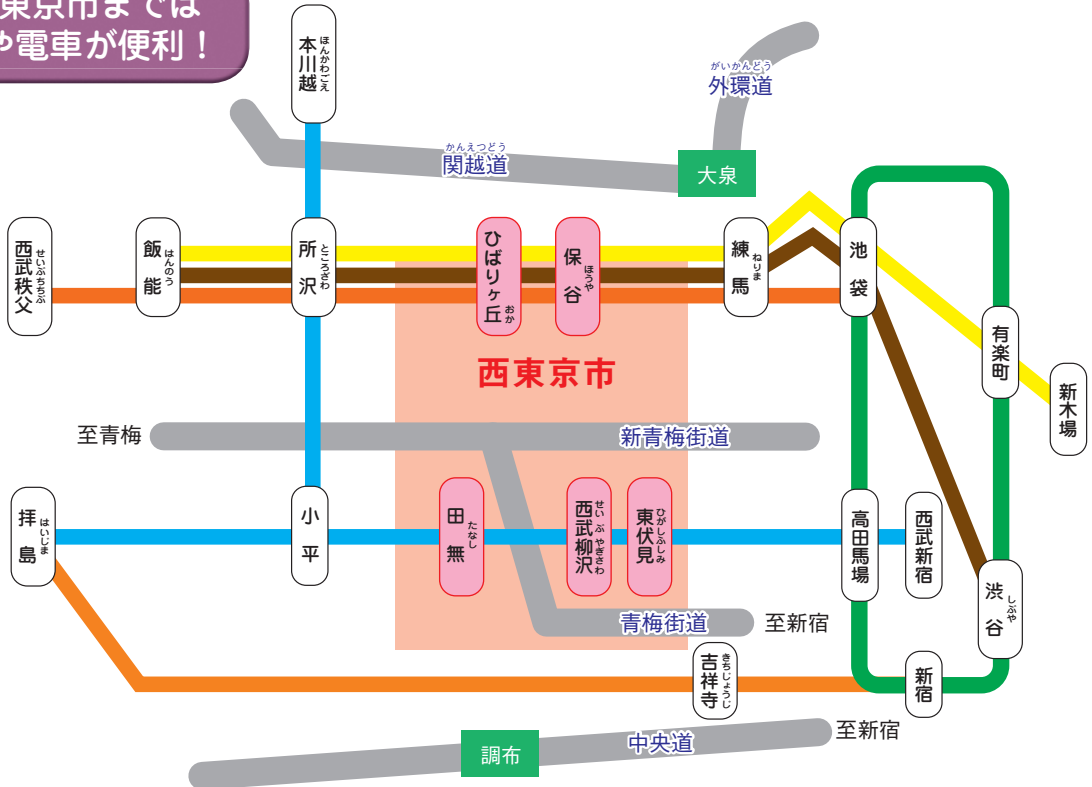 東京市までは
や電車が便利！
本川越
ほんかわごえ
外環道
がいかんどう
関越道
かんえつどう
大泉
西武秩父
せいぶちちぶ
飯能
はんのう
所沢
ところざわ
ひばりヶ丘
おか
保谷
ほうや
練馬
ねりま
池袋
有楽町
新木場
西東京市
至青梅
新青梅街道
拝島
はいじま
小平
田無
たなし
西武柳沢
せいぶやぎさわ
東伏見
ひがしふしみ
高田馬場
西武新宿
渋谷
しぶや
青梅街道
至新宿
吉祥寺
きちじょうじ
新宿
至新宿
中央道
調布